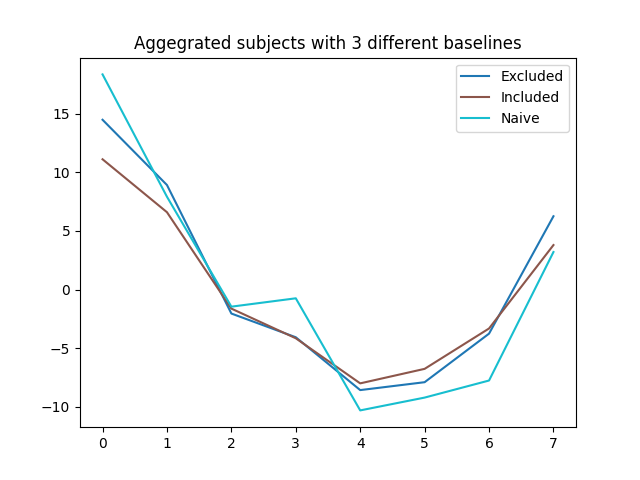 Aggegrated subjects with 3 different baselines
Excluded
Included
Naive
15
10
5
0
−5
−10
0 1 2 3 4 5 6 7